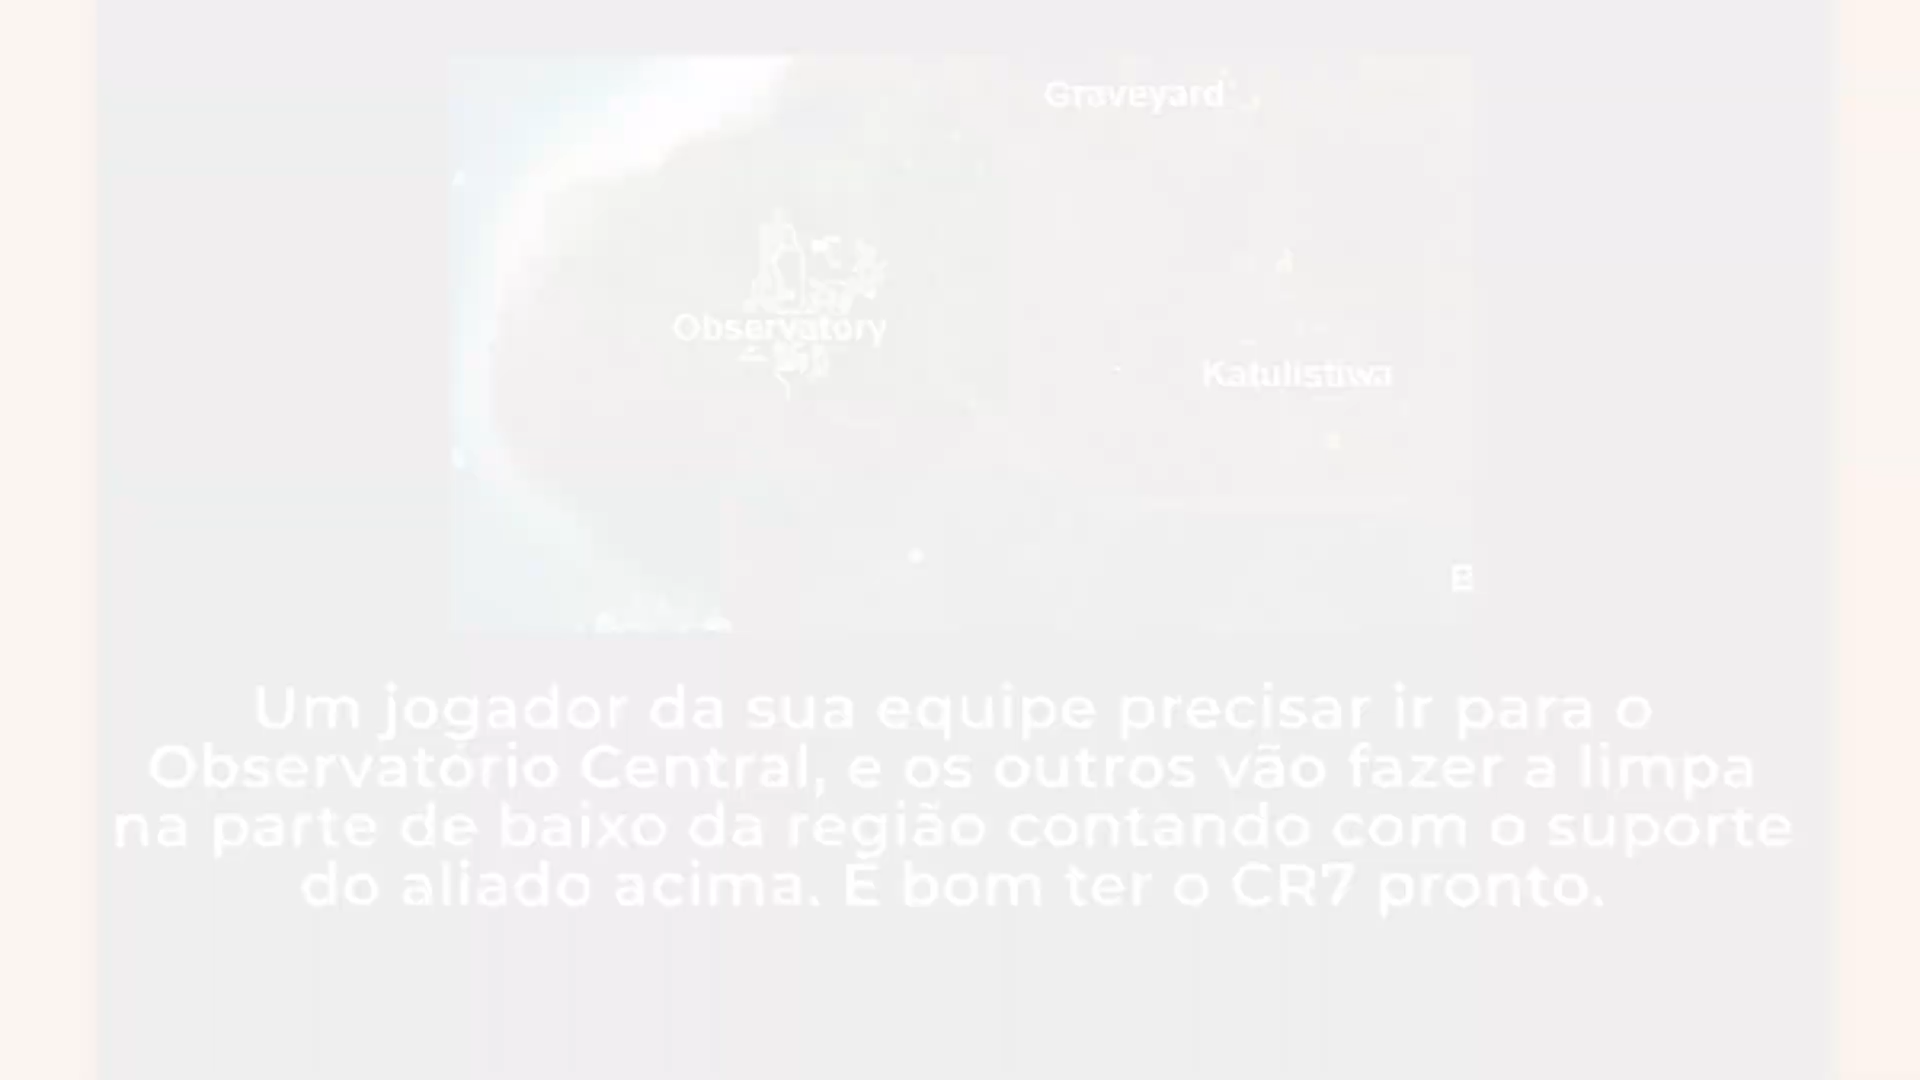 Graveyard
Observatory
Katulistiwa
B
Um jogador da sua equipe precisar ir para o
Observatório Central, e os outros vão fazer a limpa
na parte de baixo da região contando com o suporte
do aliado acima. É bom ter o CR7 pronto.